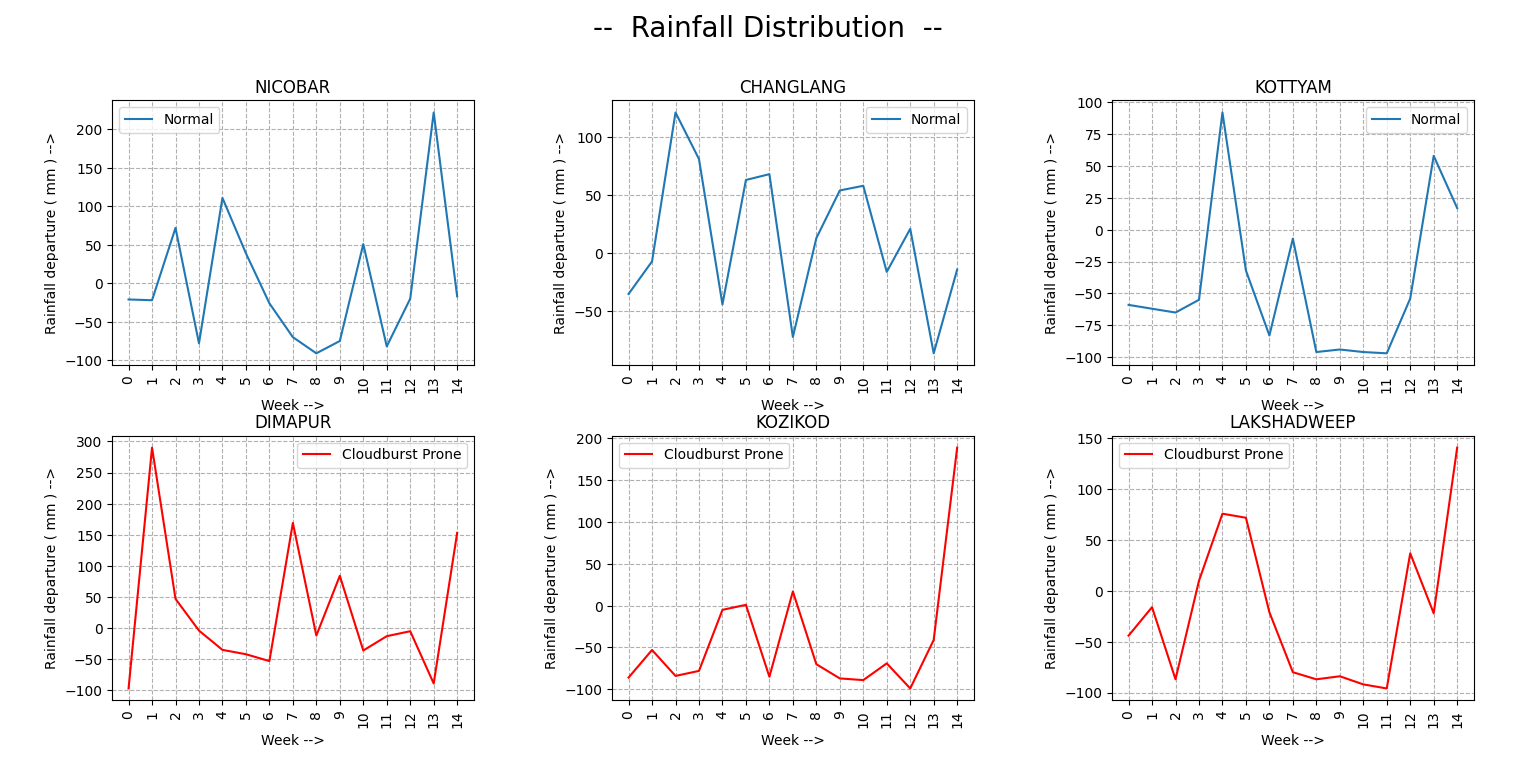 --  Rainfall Distribution  --
NICOBAR
Normal
Rainfall departure ( mm ) -->
200
150
100
50
0
−50
−100
0 1 2 3 4 5 6 7 8 9 10 11 12 13 14
Week -->
CHANGLANG
Normal
Rainfall departure ( mm ) -->
100
50
0
−50
0 1 2 3 4 5 6 7 8 9 10 11 12 13 14
Week -->
KOTTYAM
Normal
Rainfall departure ( mm ) -->
100
75
50
25
0
−25
−50
−75
−100
0 1 2 3 4 5 6 7 8 9 10 11 12 13 14
Week -->
DIMAPUR
Cloudburst Prone
Rainfall departure ( mm ) -->
300
250
200
150
100
50
0
−50
−100
0 1 2 3 4 5 6 7 8 9 10 11 12 13 14
Week -->
KOZIKOD
Cloudburst Prone
Rainfall departure ( mm ) -->
200
150
100
50
0
−50
−100
0 1 2 3 4 5 6 7 8 9 10 11 12 13 14
Week -->
LAKSHADWEEP
Cloudburst Prone
Rainfall departure ( mm ) -->
150
100
50
0
−50
−100
0 1 2 3 4 5 6 7 8 9 10 11 12 13 14
Week -->